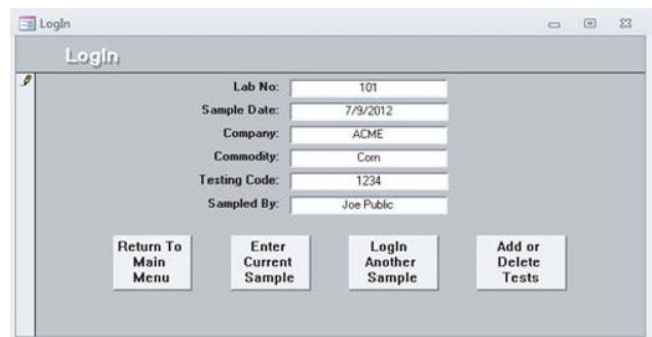 LogIn
LogIn
Lab No: 101
Sample Date: 7/9/2012
Company: ACME
Commodity: Corn
Testing Code: 1234
Sampled By: Joe Public
Return To Main Menu
Enter Current Sample
LogIn Another Sample
Add or Delete Tests